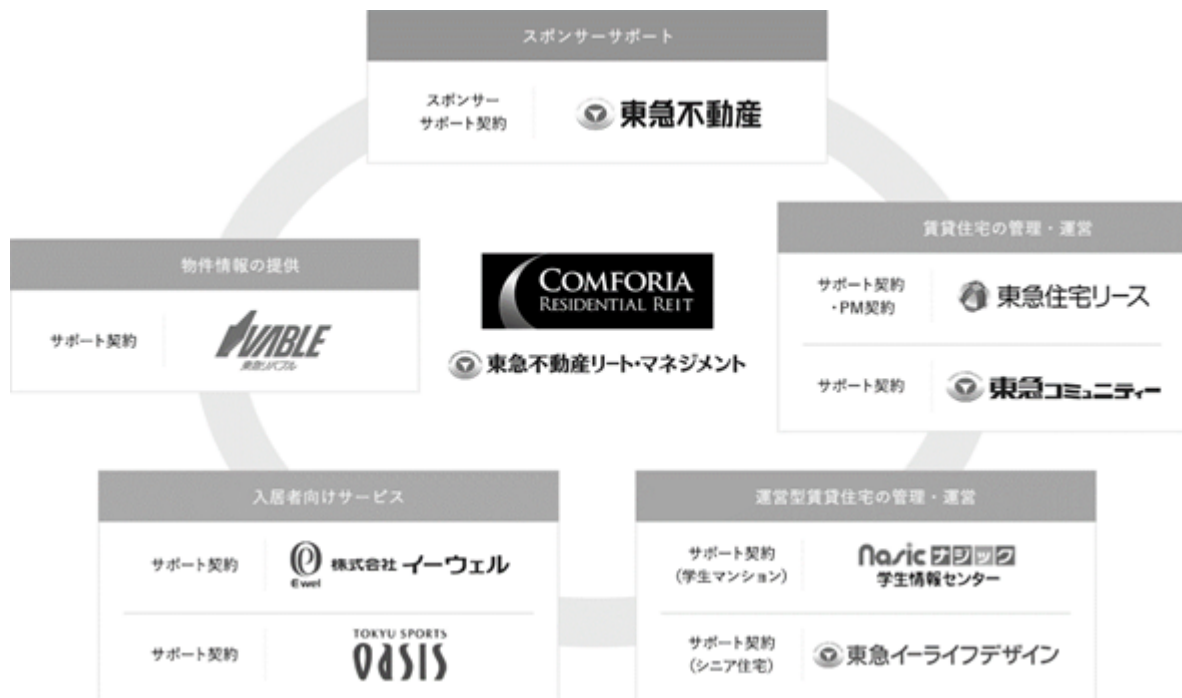 スポンサーサポート
スポンサー
サポート契約
東急不動産
賃貸住宅の管理・運営
サポート契約
・PM契約
東急住宅リース
サポート契約
東急コミュニティー
物件情報の提供
サポート契約
LIVABLE
東急リバブル
COMFORIA
RESIDENTIAL REIT
東急不動産リート・マネジメント
入居者向けサービス
サポート契約
Ewel
株式会社 イーウェル
サポート契約
TOKYU SPORTS
OASIS
運営型賃貸住宅の管理・運営
サポート契約
(学生マンション)
Nasic ナジック
学生情報センター
サポート契約
(シニア住宅)
東急イーライフデザイン